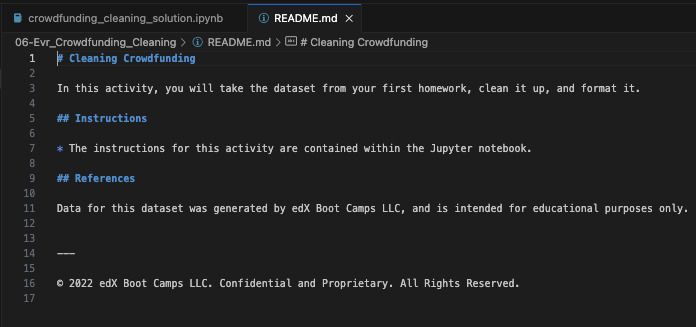 crowdfunding_cleaning_solution.ipynb README.md
06-Evr_Crowdfunding_Cleaning > README.md > # Cleaning Crowdfunding
1 # Cleaning Crowdfunding
2
3 In this activity, you will take the dataset from your first homework, clean it up, and format it.
4
5 ## Instructions
6
7 * The instructions for this activity are contained within the Jupyter notebook.
8
9 ## References
10
11 Data for this dataset was generated by edX Boot Camps LLC, and is intended for educational purposes only.
12
13
14 ---
15
16 © 2022 edX Boot Camps LLC. Confidential and Proprietary. All Rights Reserved.
17